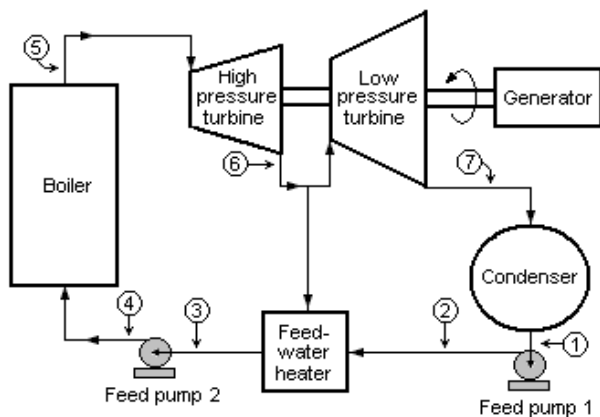 5
High
pressure
turbine
Low
pressure
turbine
Generator
6
7
Boiler
Condenser
4
3
2
1
Feed-
water
heater
Feed pump 2
Feed pump 1